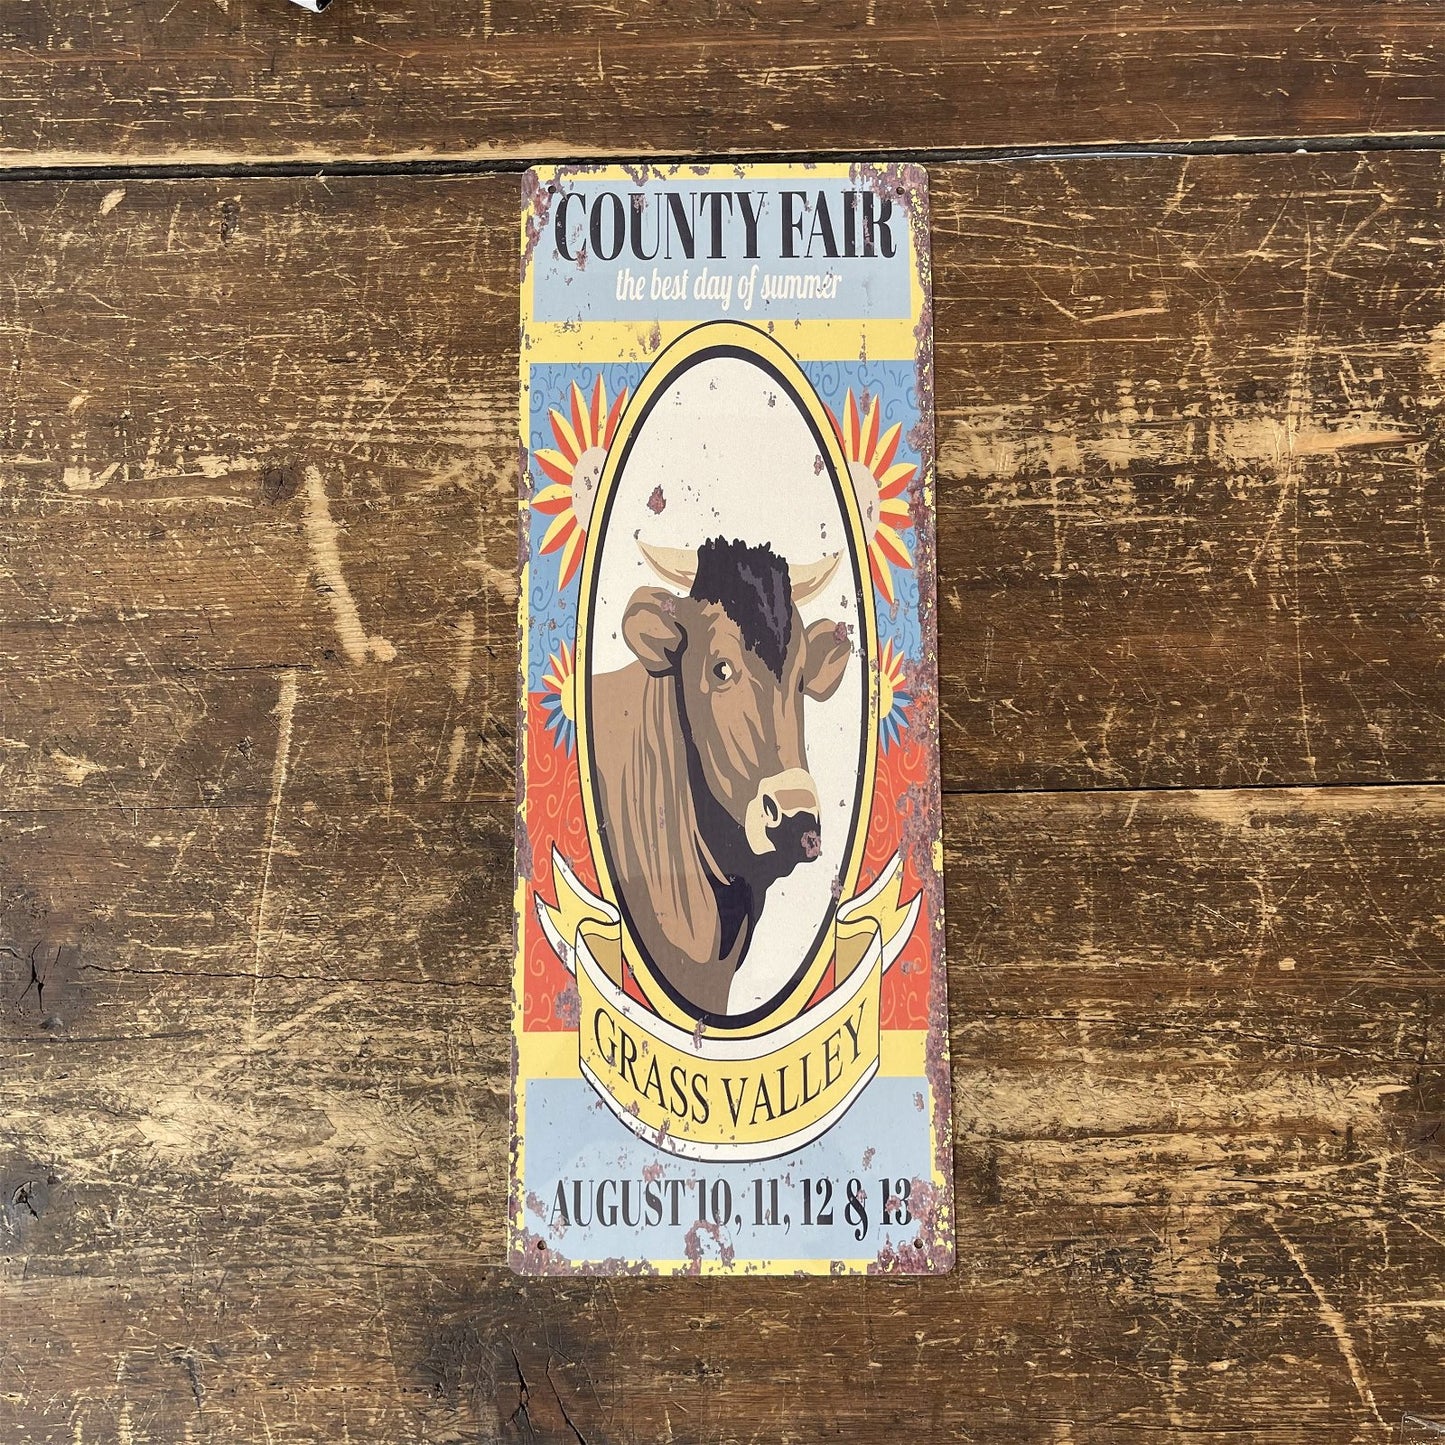 COUNTY FAIR
the best day of summer
GRASS VALLEY
AUGUST 10, 11, 12 & 13